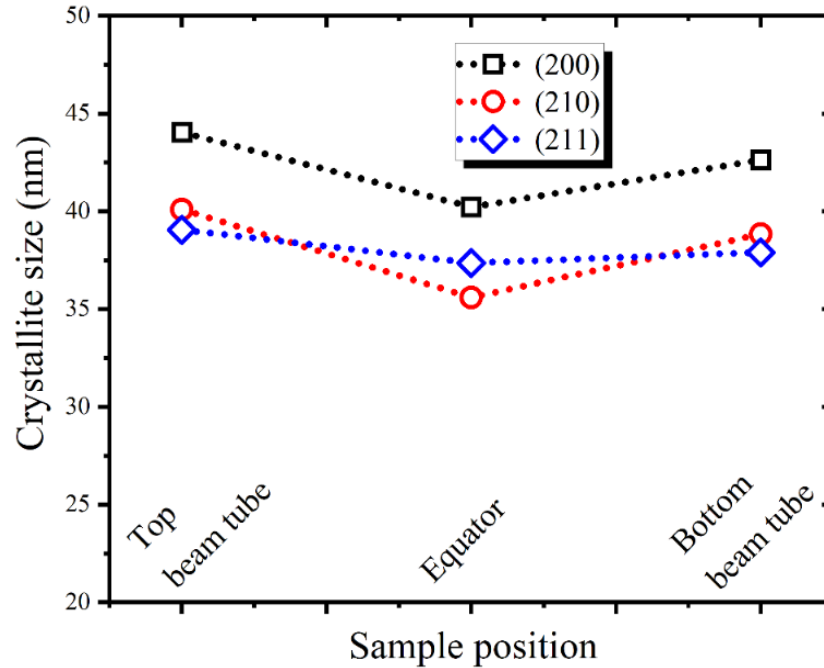 50
45
40
35
30
25
20
Crystallite size (nm)
(200)
(210)
(211)
Top
beam tube
Equator
Bottom
beam tube
Sample position